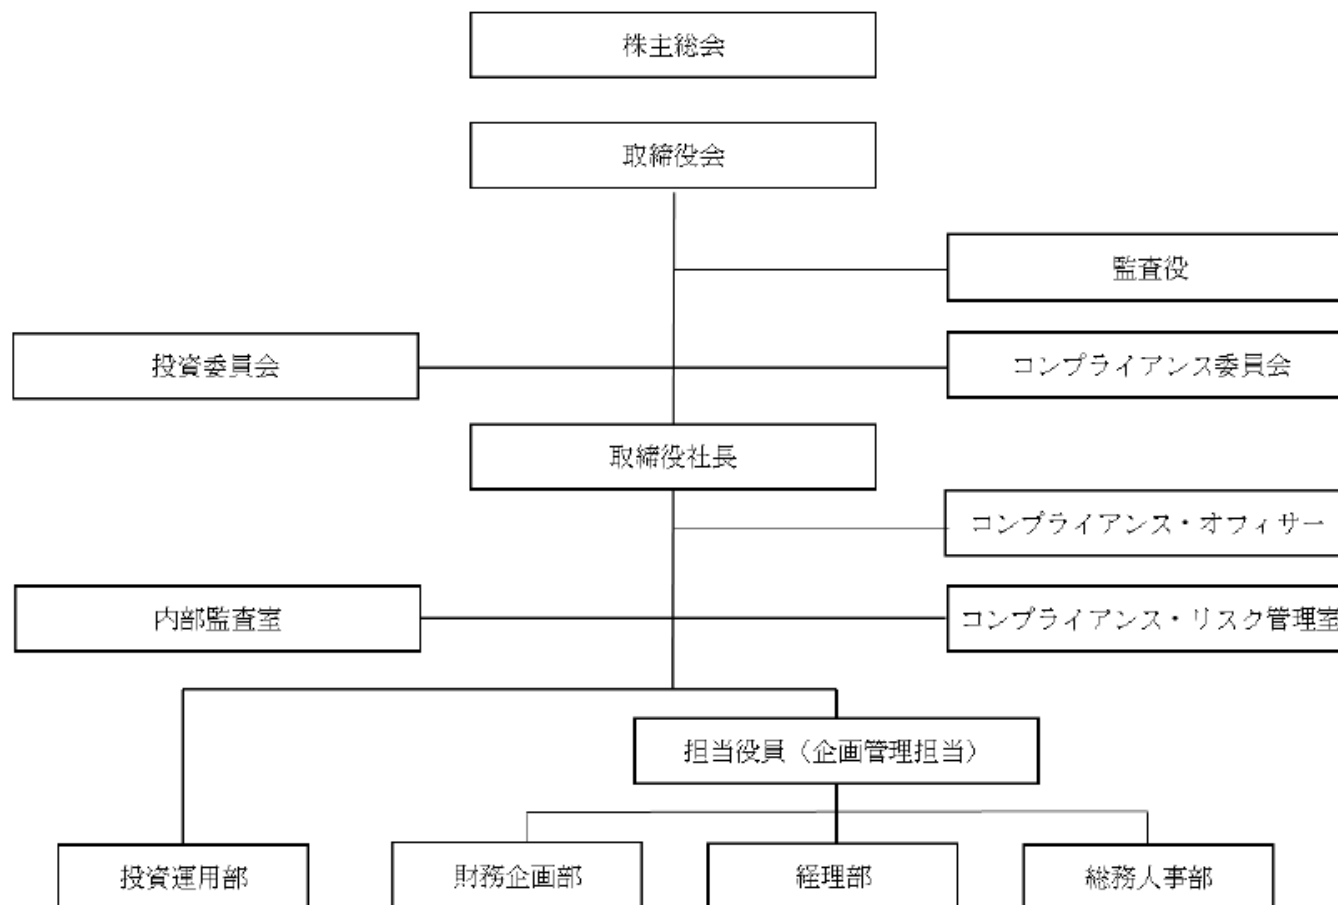 株主総会
取締役会
監査役
投資委員会
コンプライアンス委員会
取締役社長
コンプライアンス・オフィサー
内部監査室
コンプライアンス・リスク管理室
担当役員（企画管理担当）
投資運用部
財務企画部
経理部
総務人事部